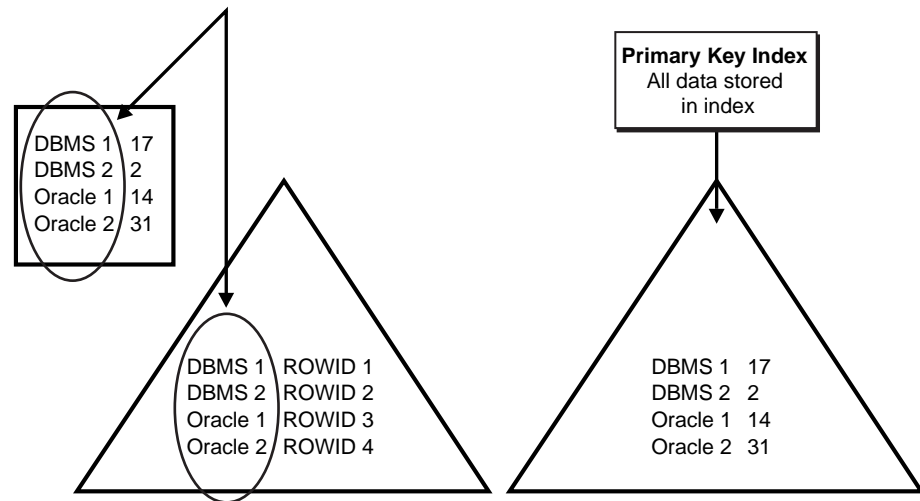 Primary Key Index
All data stored
in index
DBMS 1 17
DBMS 2 2
Oracle 1 14
Oracle 2 31
DBMS 1 ROWID 1
DBMS 2 ROWID 2
Oracle 1 ROWID 3
Oracle 2 ROWID 4
DBMS 1 17
DBMS 2 2
Oracle 1 14
Oracle 2 31